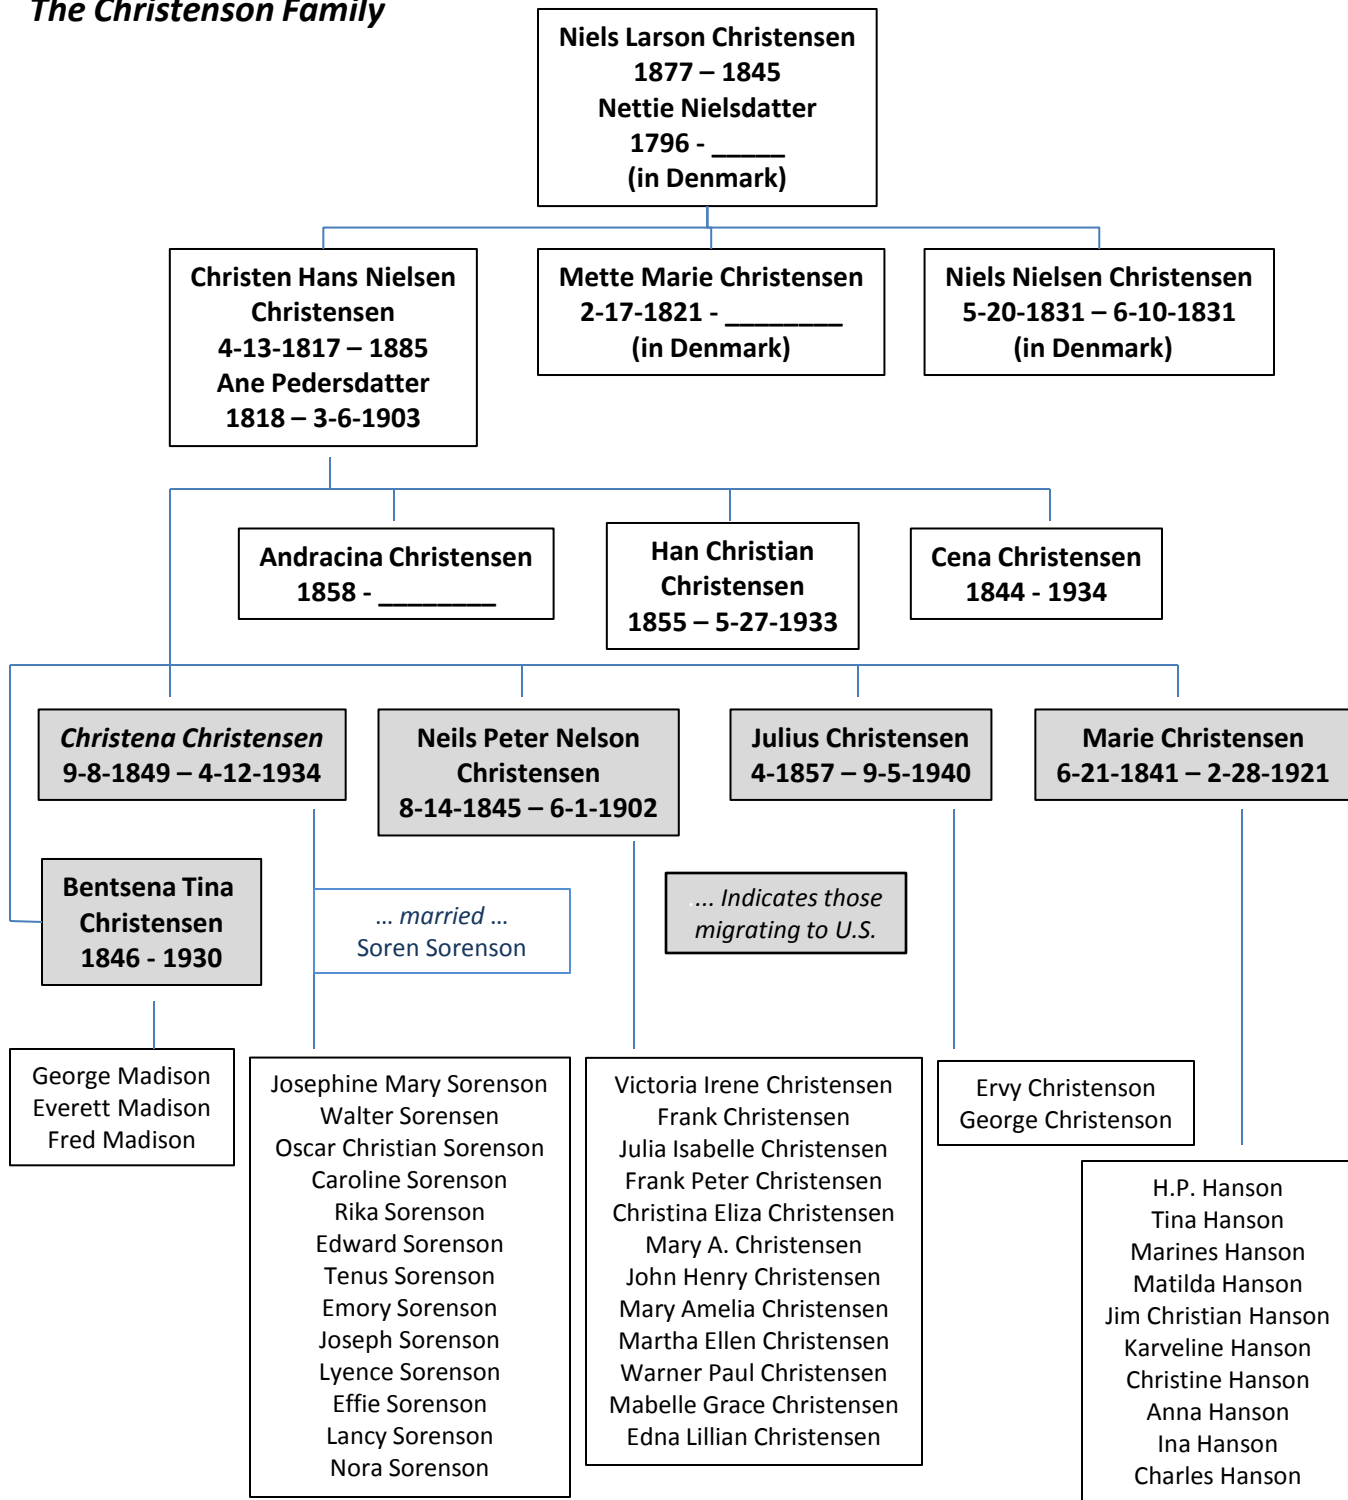 The Christenson Family
Niels Larson Christensen
1877 – 1845
Nettie Nielsdatter
1796 - _____
(in Denmark)
Christen Hans Nielsen
Christensen
4-13-1817 – 1885
Ane Pedersdatter
1818 – 3-6-1903
Mette Marie Christensen
2-17-1821 - ________
(in Denmark)
Niels Nielsen Christensen
5-20-1831 – 6-10-1831
(in Denmark)
Andracina Christensen
1858 - ________
Han Christian
Christensen
1855 – 5-27-1933
Cena Christensen
1844 - 1934
Christena Christensen
9-8-1849 – 4-12-1934
Neils Peter Nelson
Christensen
8-14-1845 – 6-1-1902
Julius Christensen
4-1857 – 9-5-1940
Marie Christensen
6-21-1841 – 2-28-1921
Bentsena Tina
Christensen
1846 - 1930
... married ...
Soren Sorenson
.... Indicates those
migrating to U.S.
George Madison
Everett Madison
Fred Madison
Josephine Mary Sorenson
Walter Sorensen
Oscar Christian Sorenson
Caroline Sorenson
Rika Sorenson
Edward Sorenson
Tenus Sorenson
Emory Sorenson
Joseph Sorenson
Lyence Sorenson
Effie Sorenson
Lancy Sorenson
Nora Sorenson
Victoria Irene Christensen
Frank Christensen
Julia Isabelle Christensen
Frank Peter Christensen
Christina Eliza Christensen
Mary A. Christensen
John Henry Christensen
Mary Amelia Christensen
Martha Ellen Christensen
Warner Paul Christensen
Mabelle Grace Christensen
Edna Lillian Christensen
Ervy Christenson
George Christenson
H.P. Hanson
Tina Hanson
Marines Hanson
Matilda Hanson
Jim Christian Hanson
Karveline Hanson
Christine Hanson
Anna Hanson
Ina Hanson
Charles Hanson